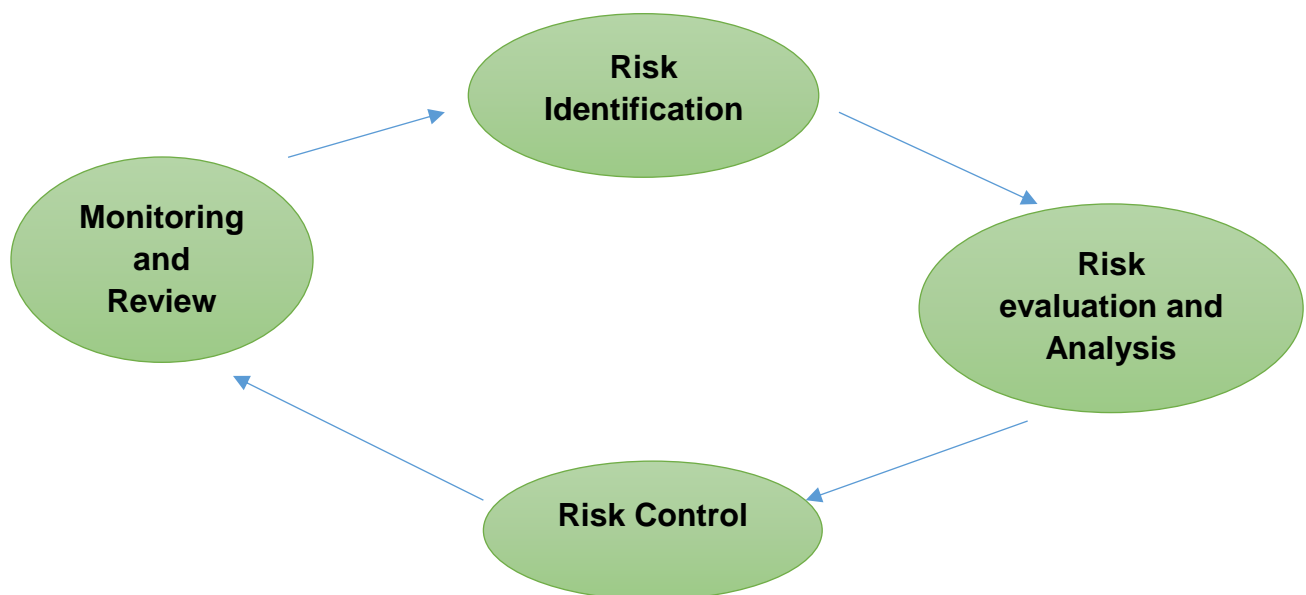 Risk
Identification
Monitoring
and
Review
Risk
evaluation and
Analysis
Risk Control